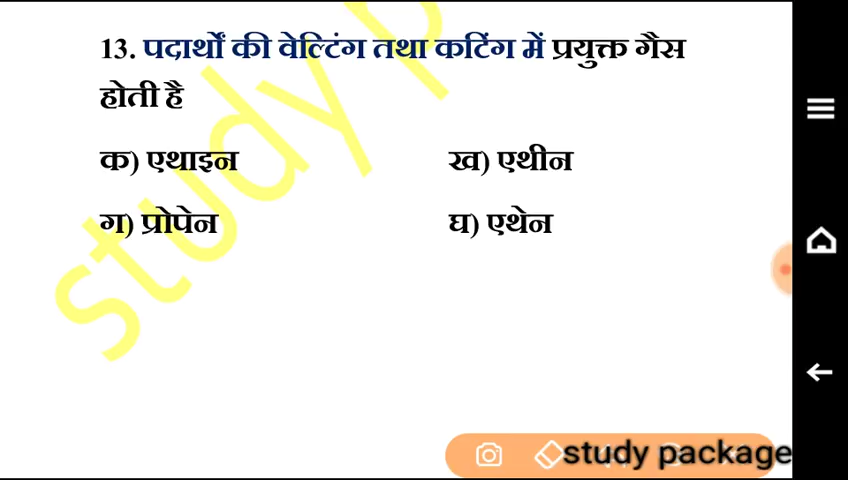 13. पदार्थों की वेल्टिंग तथा कटिंग में प्रयुक्त गैस
होती है
क) एथाइन ख) एथीन
ग) प्रोपेन घ) एथेन
study p
study package